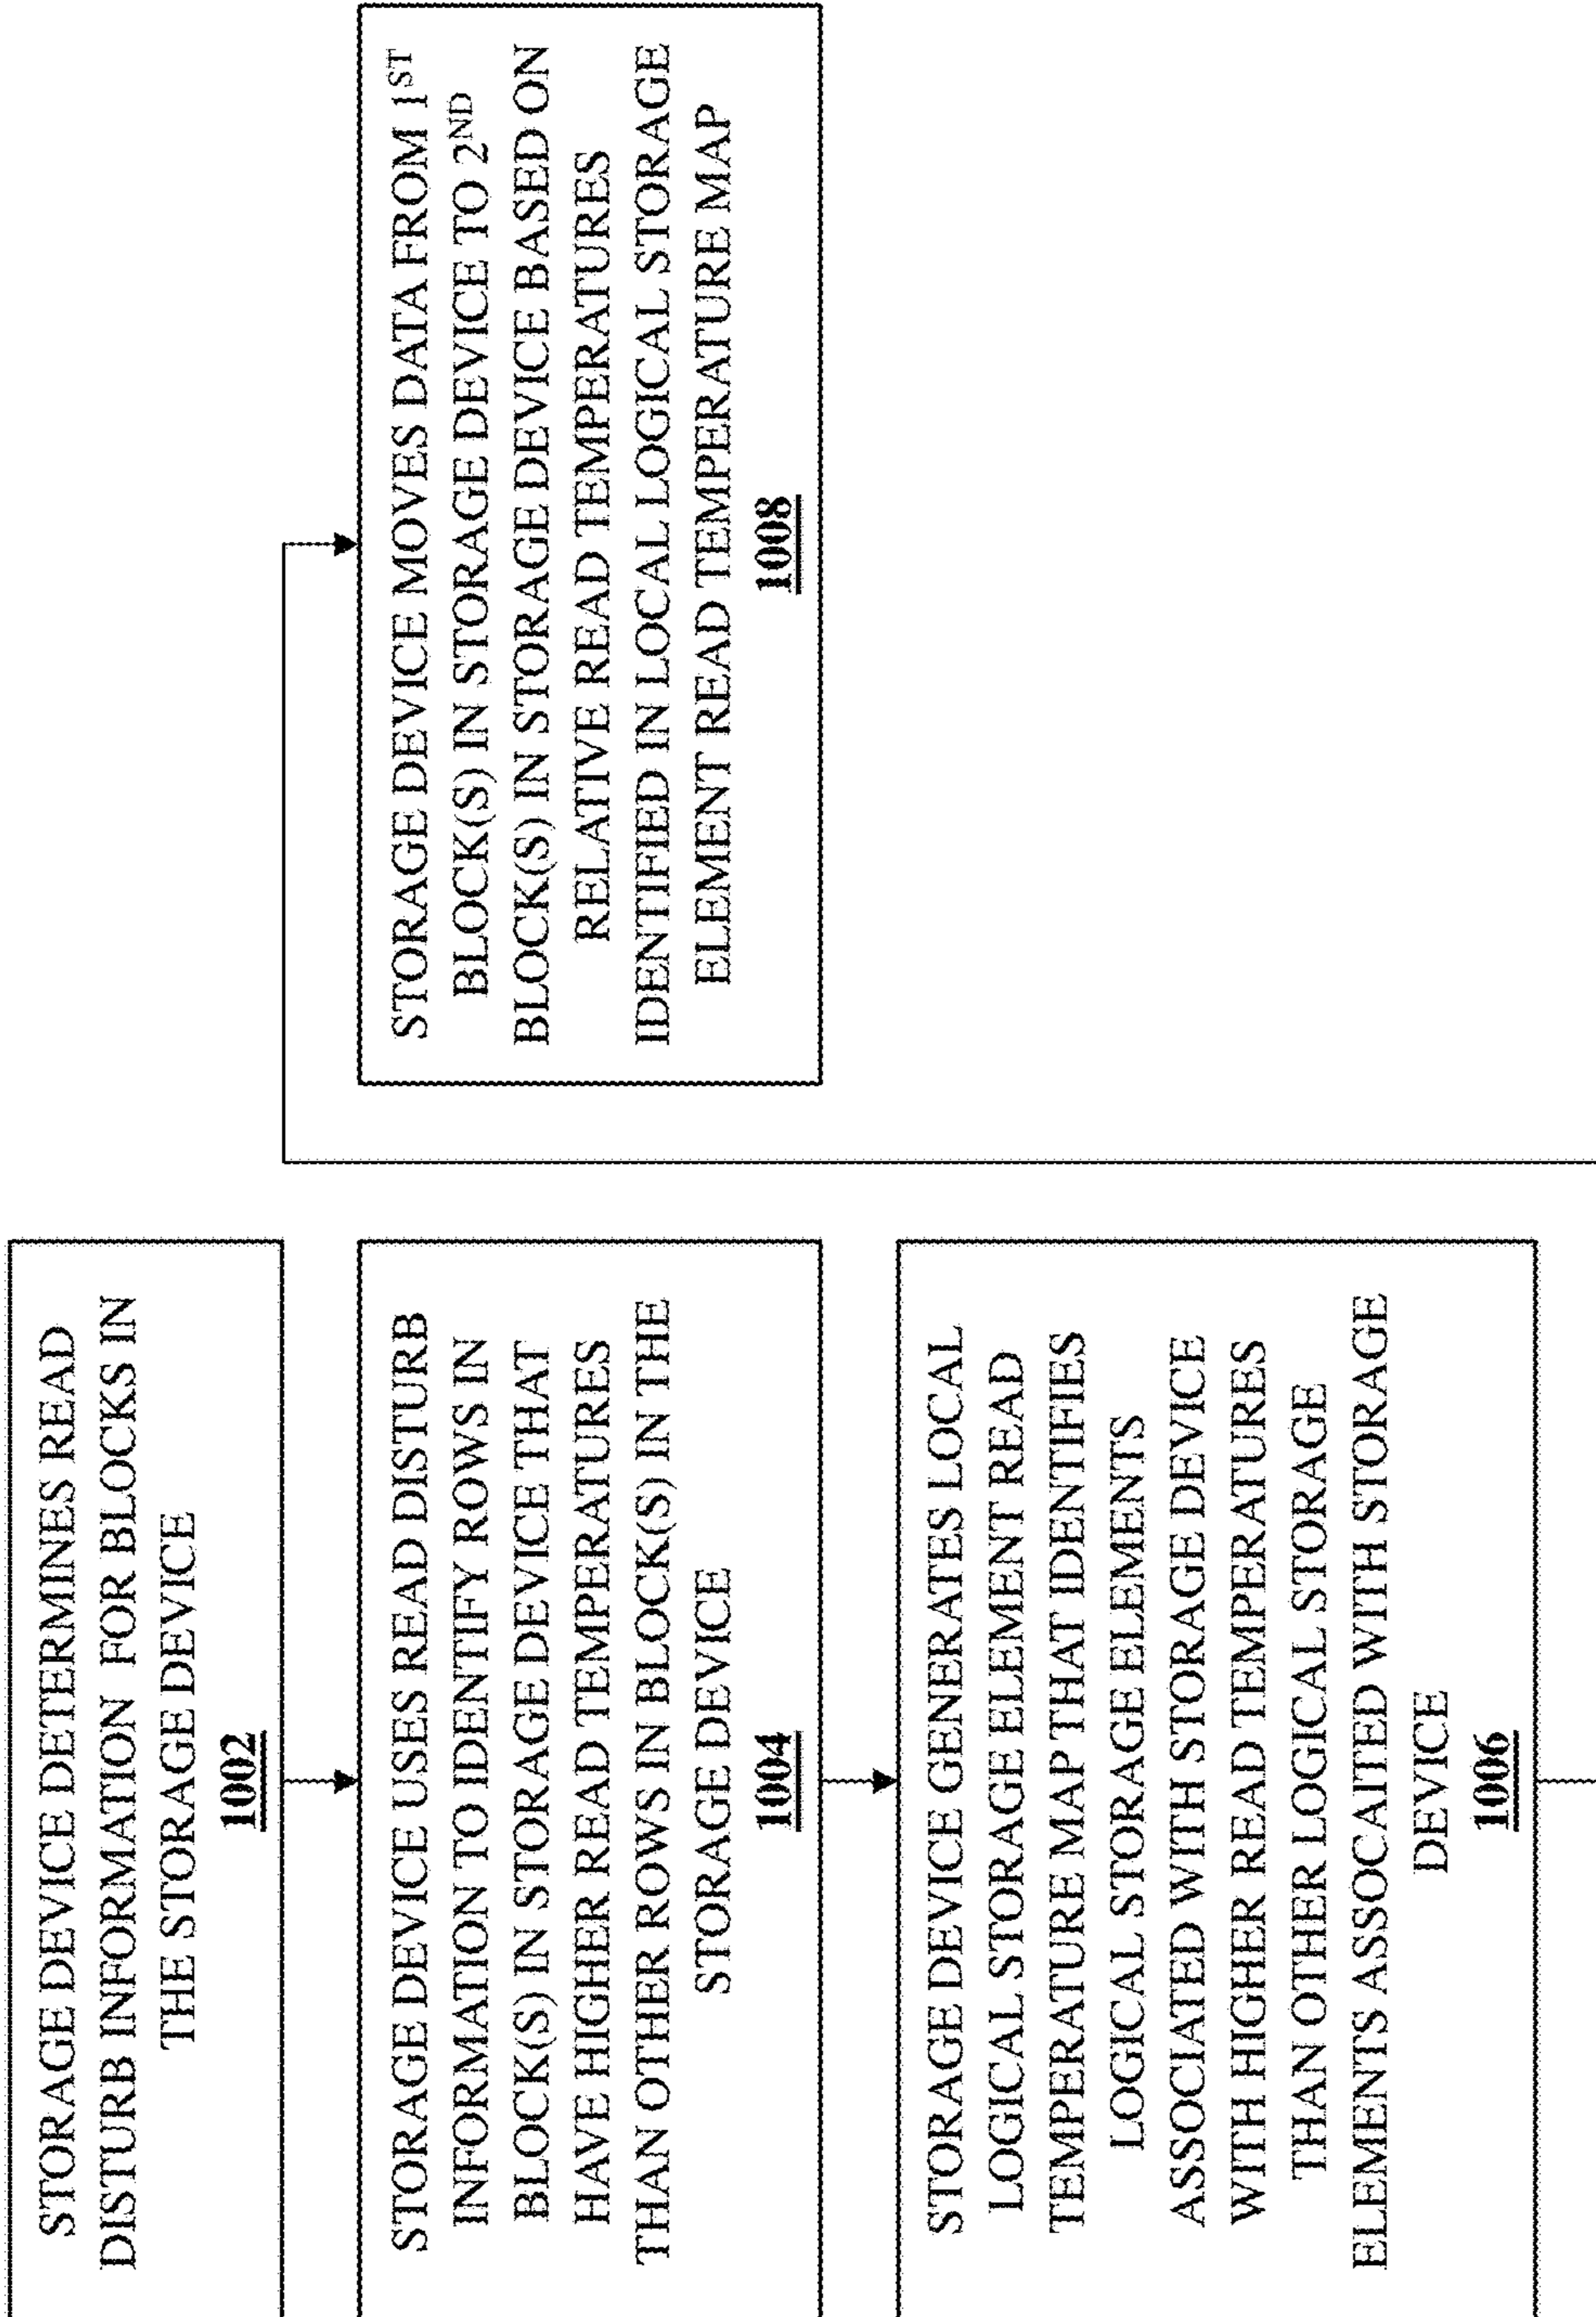 STORAGE DEVICE DETERMINES READ
DISTURB INFORMATION FOR BLOCKS IN
THE STORAGE DEVICE
1002
STORAGE DEVICE USES READ DISTURB
INFORMATION TO IDENTIFY ROWS IN
BLOCK(S) IN STORAGE DEVICE THAT
HAVE HIGHER READ TEMPERATURES
THAN OTHER ROWS IN BLOCK(S) IN THE
STORAGE DEVICE
1004
STORAGE DEVICE GENERATES LOCAL
LOGICAL STORAGE ELEMENT READ
TEMPERATURE MAP THAT IDENTIFIES
LOGICAL STORAGE ELEMENTS
ASSOCIATED WITH STORAGE DEVICE
WITH HIGHER READ TEMPERATURES
THAN OTHER LOGICAL STORAGE
ELEMENTS ASSOCAITED WITH STORAGE
DEVICE
1006
STORAGE DEVICE MOVES DATA FROM 1ST
BLOCK(S) IN STORAGE DEVICE TO 2ND
BLOCK(S) IN STORAGE DEVICE BASED ON
RELATIVE READ TEMPERATURES
IDENTIFIED IN LOCAL LOGICAL STORAGE
ELEMENT READ TEMPERATURE MAP
1008